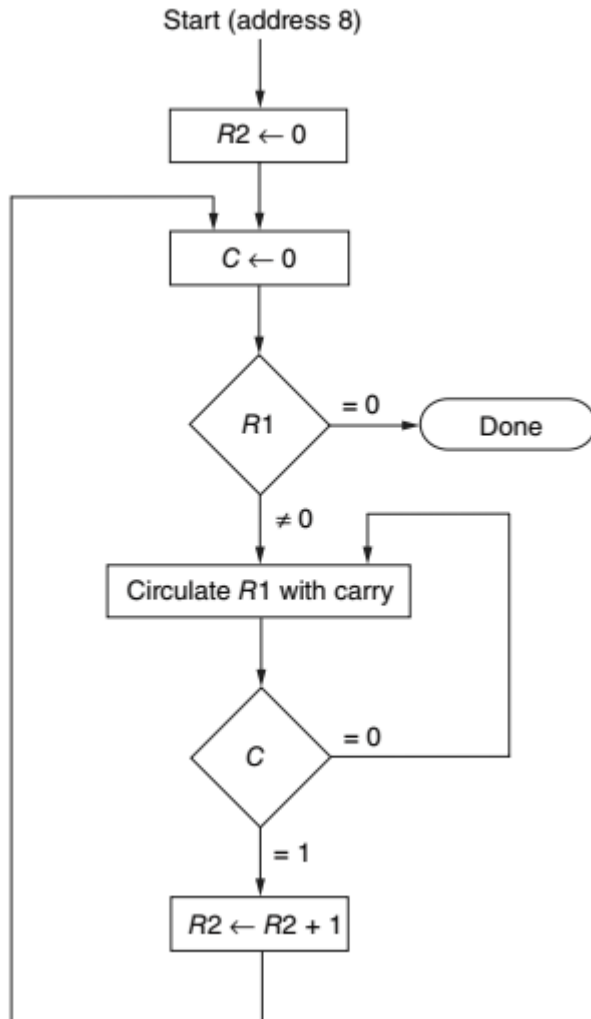 Start (address 8)
R2 ← 0
C ← 0
R1
= 0
Done
≠ 0
Circulate R1 with carry
C
= 0
= 1
R2 ← R2 + 1